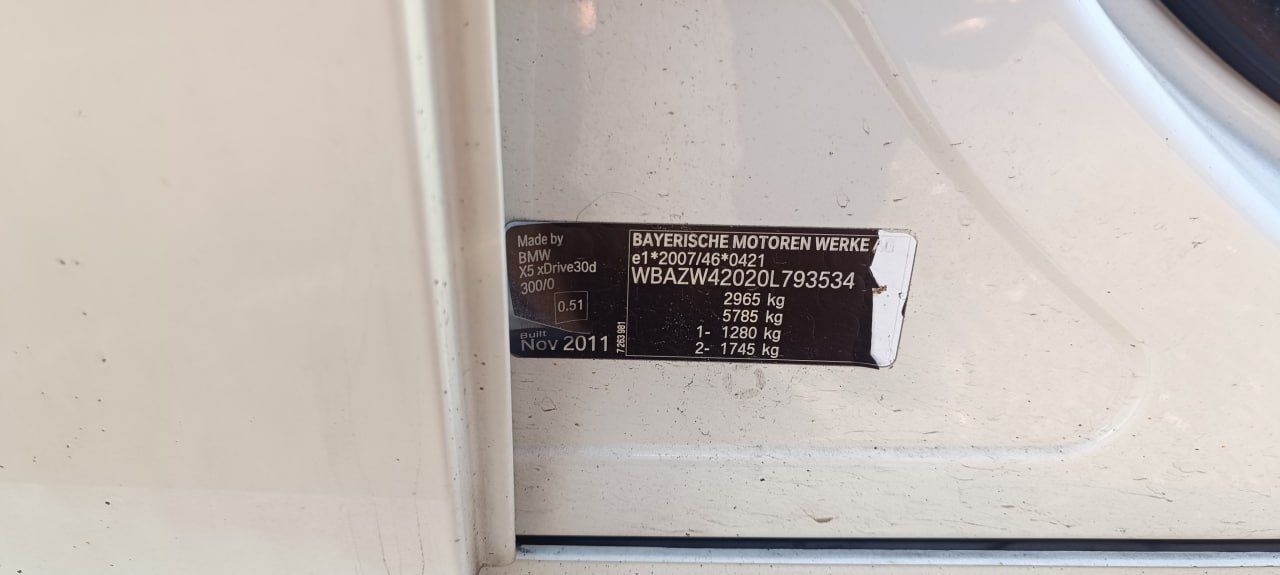 Made by
BMW
X5 xDrive30d
300/0
0.51
Built
Nov 2011
7 263 981
BAYERISCHE MOTOREN WERKE AG
e1*2007/46*0421
WBAZW42020L793534
2965 kg
5785 kg
1- 1280 kg
2- 1745 kg